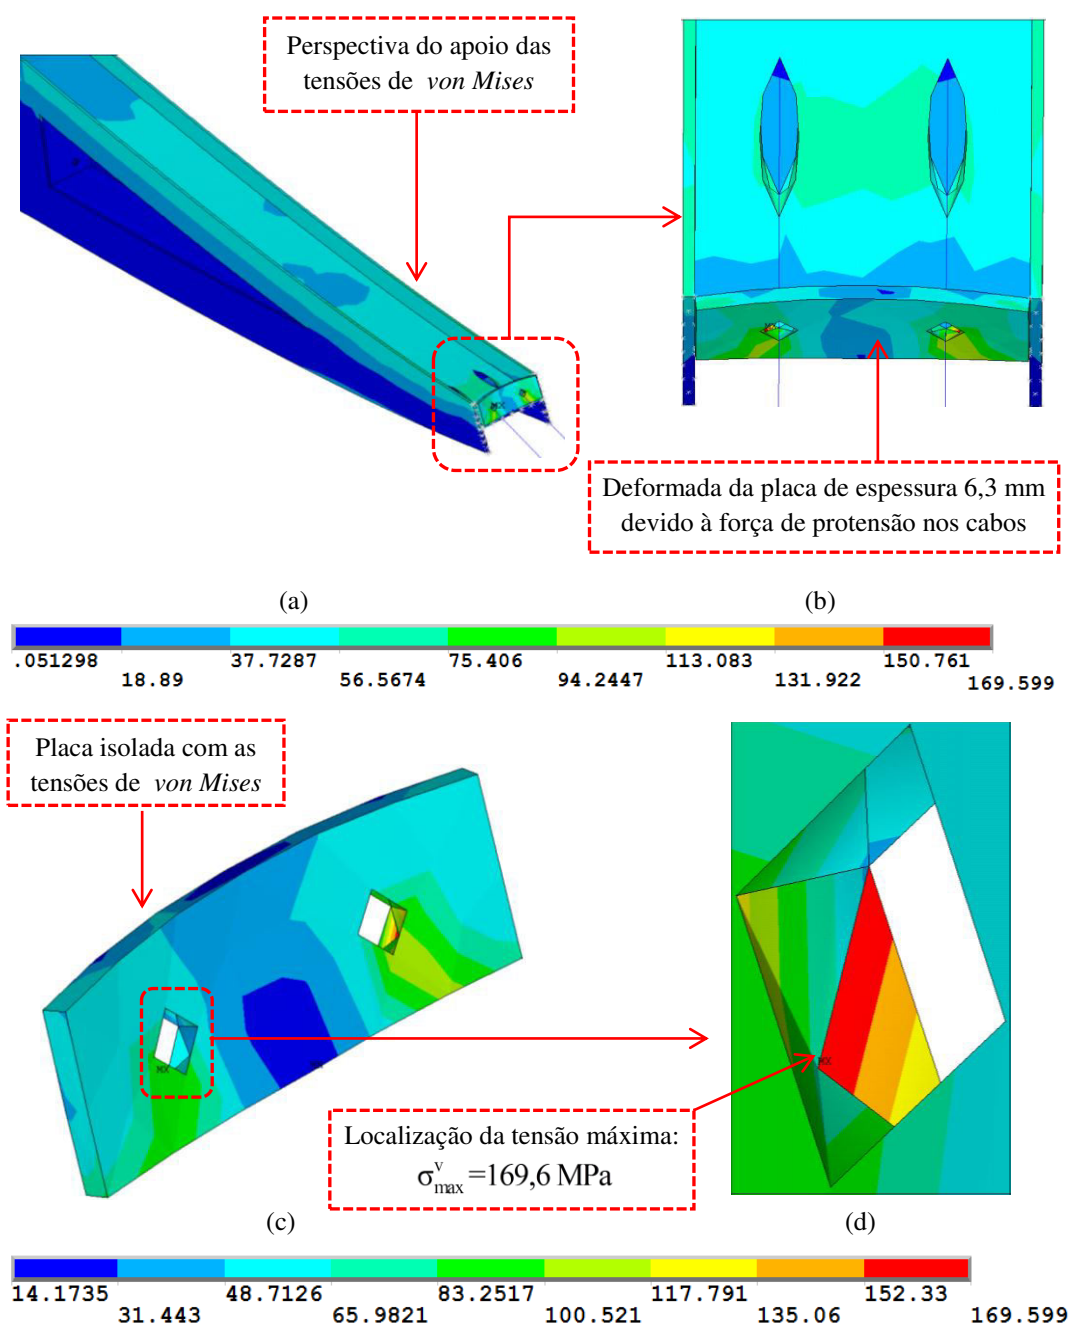 Perspectiva do apoio das
tensões de von Mises
Deformada da placa de espessura 6,3 mm
devido à força de protensão nos cabos
(a)
(b)
.051298 37.7287 75.406 113.083 150.761
18.89 56.5674 94.2447 131.922 169.599
Placa isolada com as
tensões de von Mises
MX
MX
Localização da tensão máxima:
σᵛmax=169,6 MPa
(c)
(d)
14.1735 48.7126 83.2517 117.791 152.33
31.443 65.9821 100.521 135.06 169.599